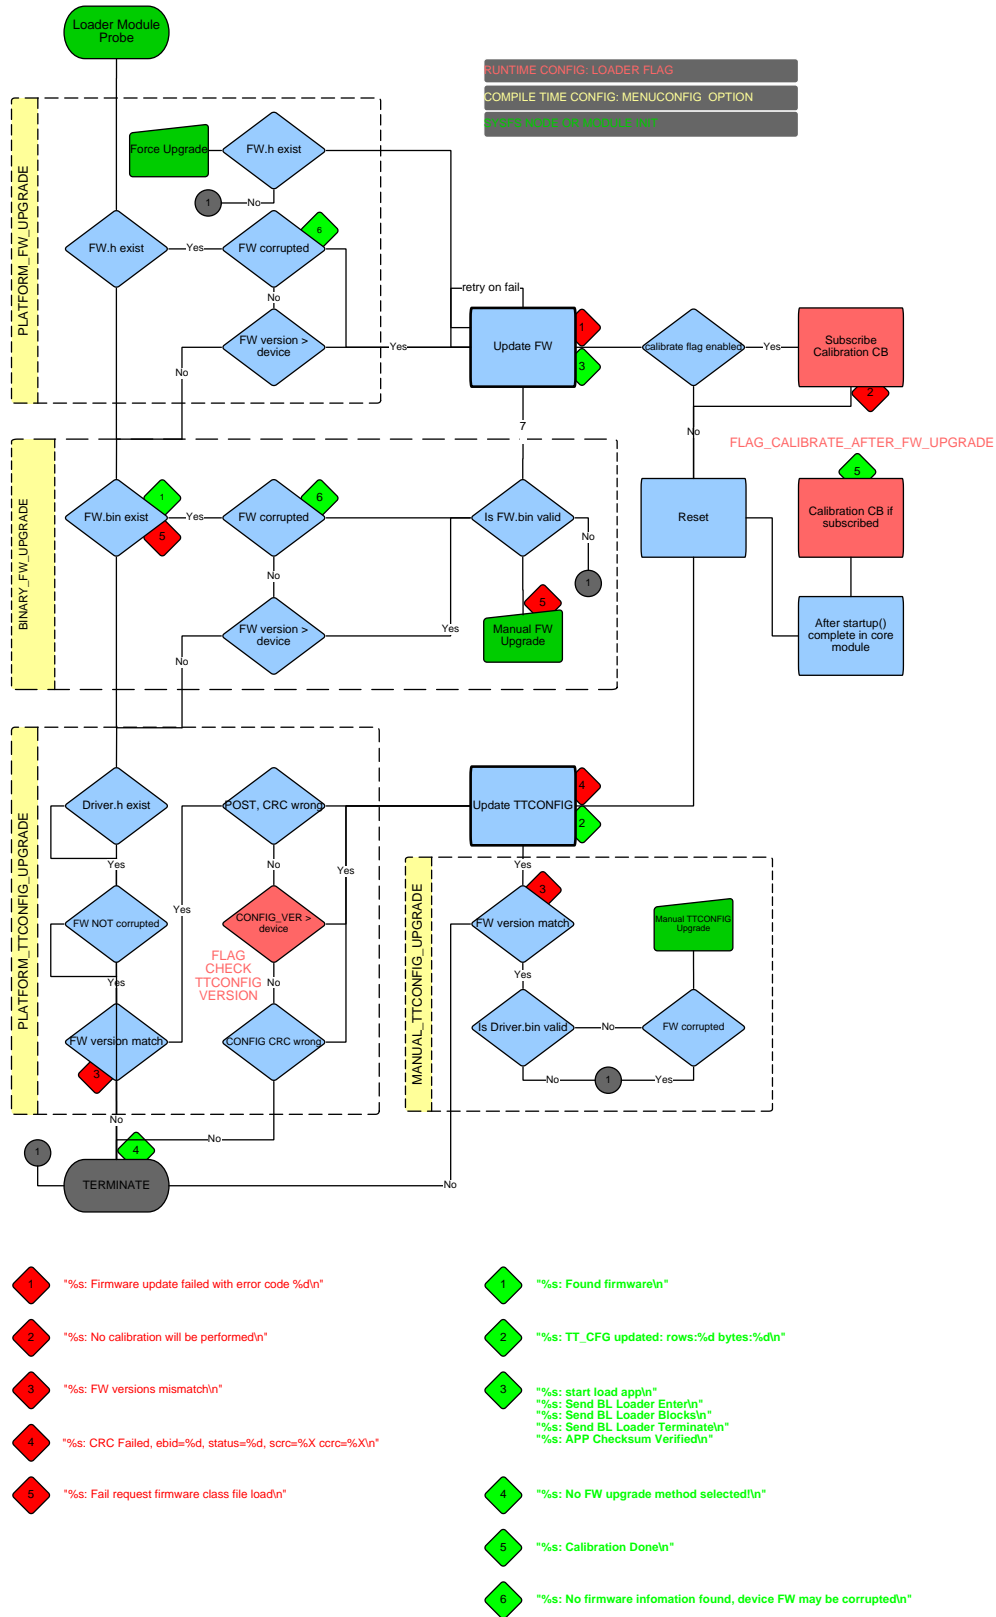 Loader Module
Probe
RUNTIME CONFIG: LOADER FLAG
COMPILE TIME CONFIG: MENUCONFIG OPTION
SYSFS NODE OR MODULE INIT
PLATFORM_FW_UPGRADE
Force Upgrade
FW.h exist
1
No
6
FW.h exist
Yes
FW corrupted
No
retry on fail
FW version >
device
Yes
No
Update FW
1
3
calibrate flag enabled
Yes
Subscribe
Calibration CB
2
7
No
FLAG_CALIBRATE_AFTER_FW_UPGRADE
BINARY_FW_UPGRADE
1
FW.bin exist
5
Yes
6
FW corrupted
Is FW.bin valid
No
1
Reset
5
Calibration CB if
subscribed
No
5
FW version >
device
Yes
Manual FW
Upgrade
After startup()
complete in core
module
No
PLATFORM_TTCONFIG_UPGRADE
Driver.h exist
POST, CRC wrong
Update TTCONFIG
4
2
Yes
No
Yes
Yes
MANUAL_TTCONFIG_UPGRADE
3
FW NOT corrupted
Yes
CONFIG_VER >
device
FW version match
Manual TTCONFIG
Upgrade
FLAG
CHECK
TTCONFIG
VERSION
Yes
No
Yes
FW version match
3
CONFIG CRC wrong
Is Driver.bin valid
No
FW corrupted
No
1
Yes
No
No
1
4
TERMINATE
No
1 "%s: Firmware update failed with error code %d\n"
1 "%s: Found firmware\n"
2 "%s: No calibration will be performed\n"
2 "%s: TT_CFG updated: rows:%d bytes:%d\n"
3 "%s: FW versions mismatch\n"
3 "%s: start load app\n"
"%s: Send BL Loader Enter\n"
"%s: Send BL Loader Blocks\n"
"%s: Send BL Loader Terminate\n"
"%s: APP Checksum Verified\n"
4 "%s: CRC Failed, ebid=%d, status=%d, scrc=%X ccrc=%X\n"
5 "%s: Fail request firmware class file load\n"
4 "%s: No FW upgrade method selected!\n"
5 "%s: Calibration Done\n"
6 "%s: No firmware infomation found, device FW may be corrupted\n"